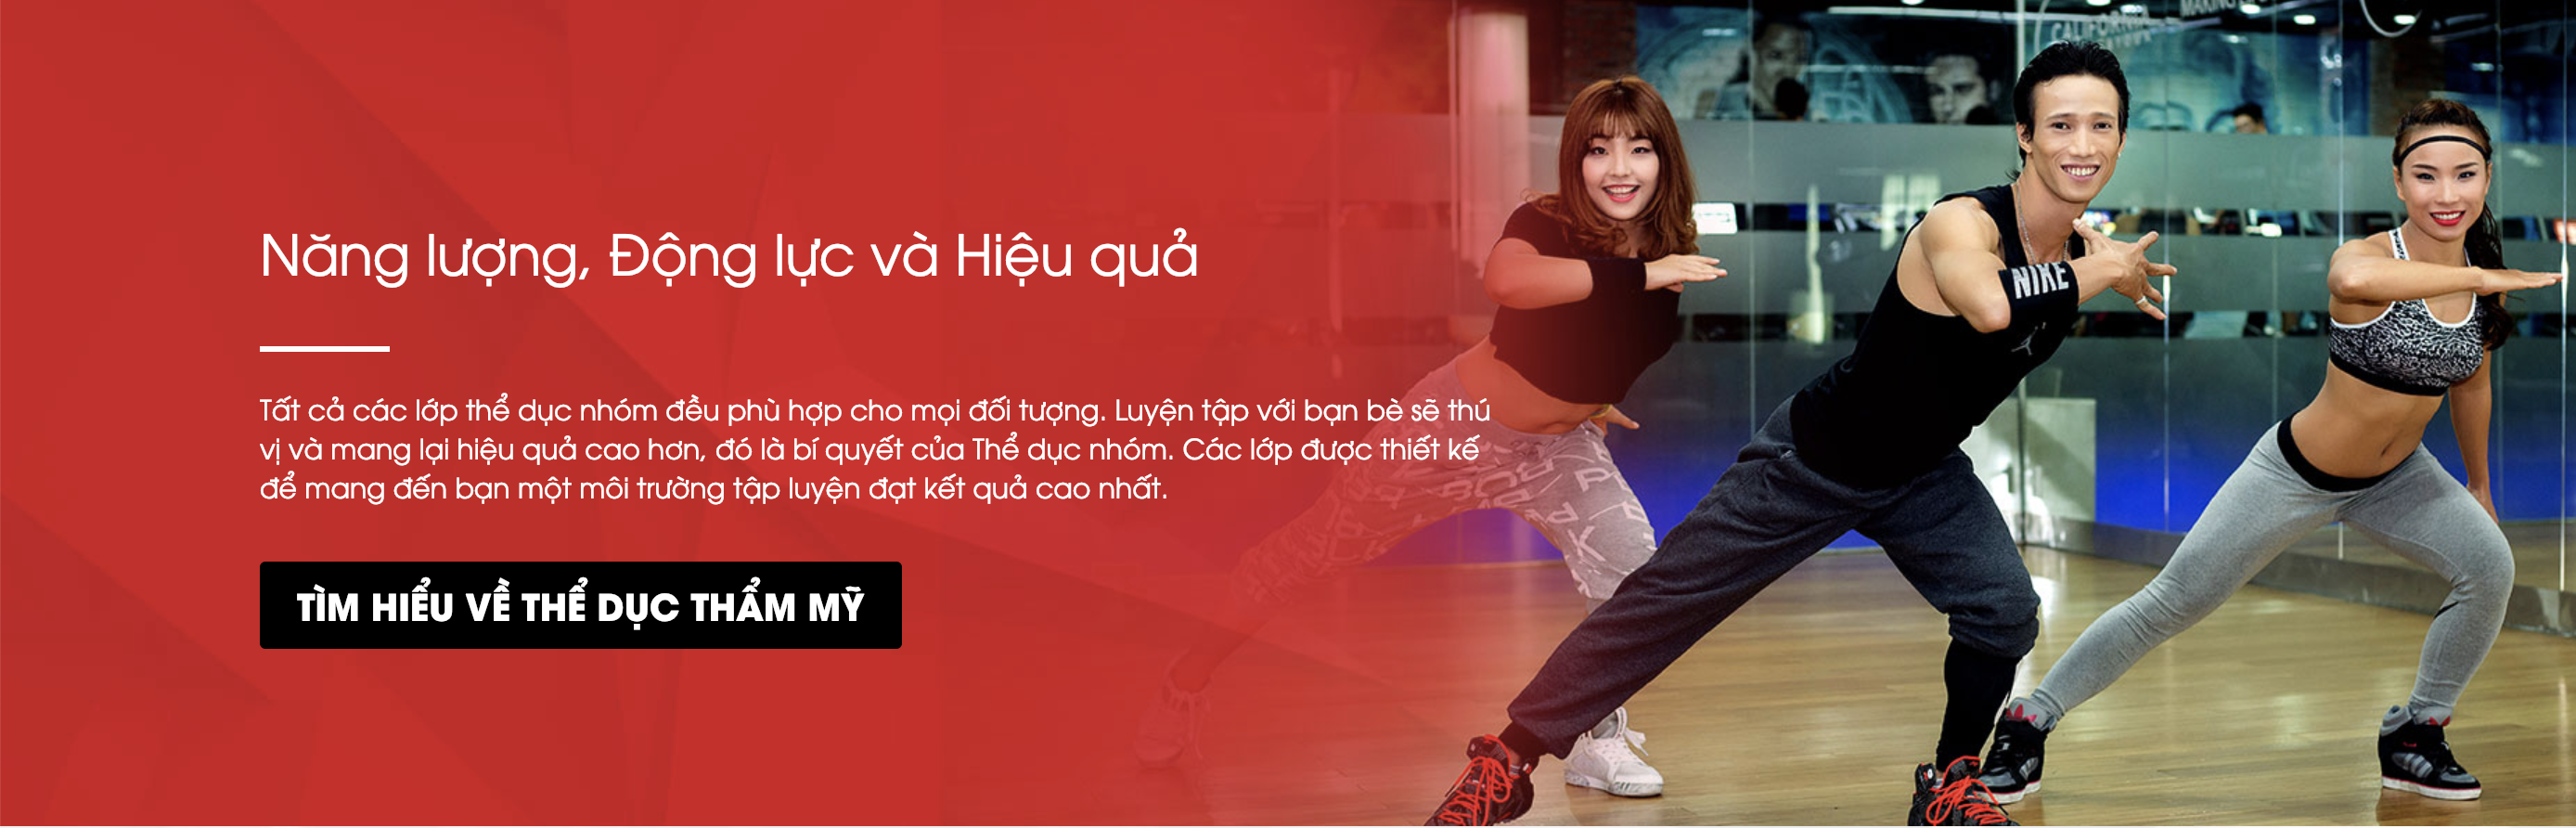 Năng lượng, Động lực và Hiệu quả
Tất cả các lớp thể dục nhóm đều phù hợp cho mọi đối tượng. Luyện tập với bạn bè sẽ thú
vị và mang lại hiệu quả cao hơn, đó là bí quyết của Thể dục nhóm. Các lớp được thiết kế
để mang đến bạn một môi trường tập luyện đạt kết quả cao nhất.
TÌM HIỂU VỀ THỂ DỤC THẨM MỸ
CALIFORNIA
NIKE